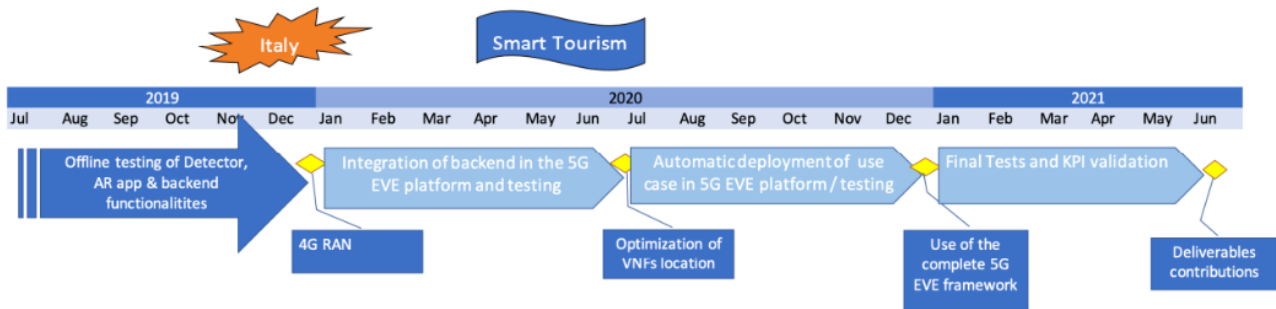 Italy
Smart Tourism
2019 2020 2021
Jul Aug Sep Oct Nov Dec Jan Feb Mar Apr May Jun Jul Aug Sep Oct Nov Dec Jan Feb Mar Apr May Jun
Offline testing of Detector,
AR app & backend
functionalitites
Integration of backend in the 5G
EVE platform and testing
Automatic deployment of use
case in 5G EVE platform / testing
Final Tests and KPI validation
4G RAN
Optimization of
VNFs location
Use of the
complete 5G
EVE framework
Deliverables
contributions